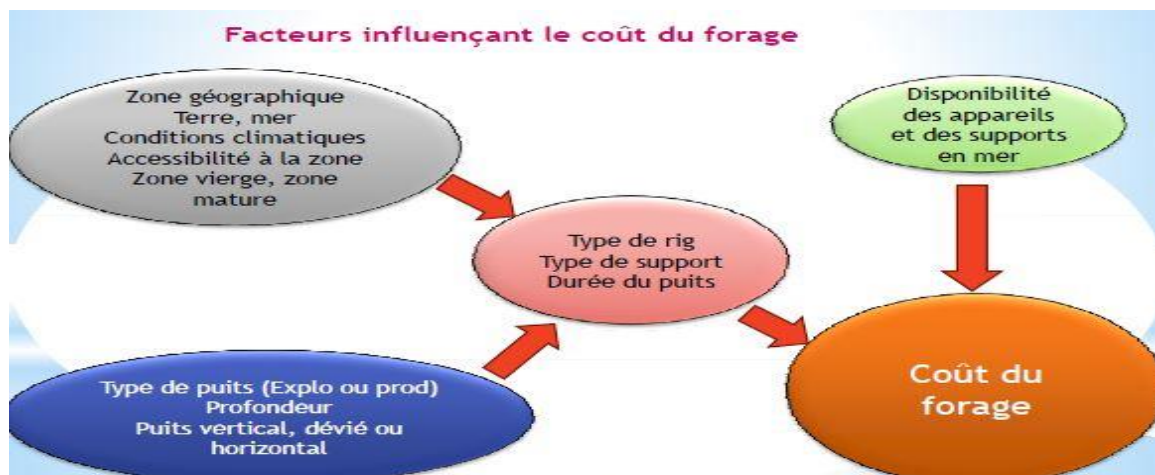 Facteurs influençant le coût du forage
Zone géographique
Terre, mer
Conditions climatiques
Accessibilité à la zone
Zone vierge, zone
mature
Disponibilité
des appareils
et des supports
en mer
Type de rig
Type de support
Durée du puits
Type de puits (Explo ou prod)
Profondeur
Puits vertical, dévié ou
horizontal
Coût du
forage